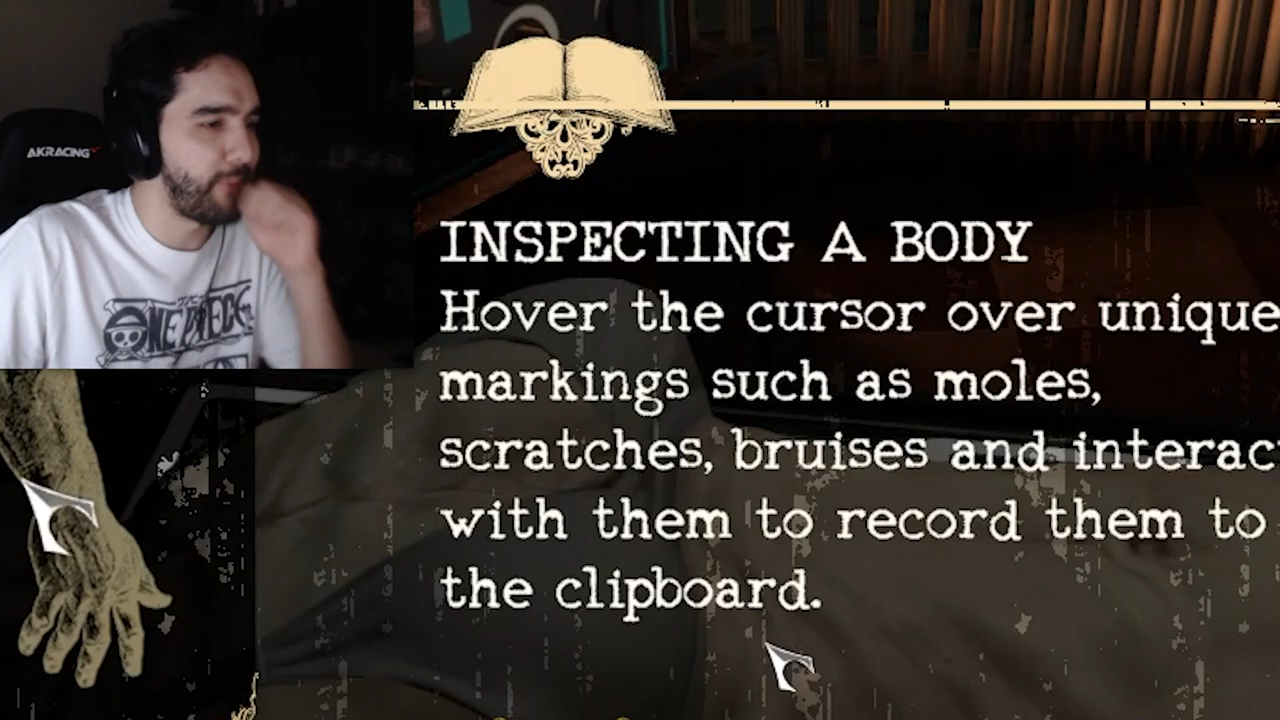 AKRACING
ONE PIECE
INSPECTING A BODY
Hover the cursor over unique
markings such as moles,
scratches, bruises and interac
with them to record them to
the clipboard.